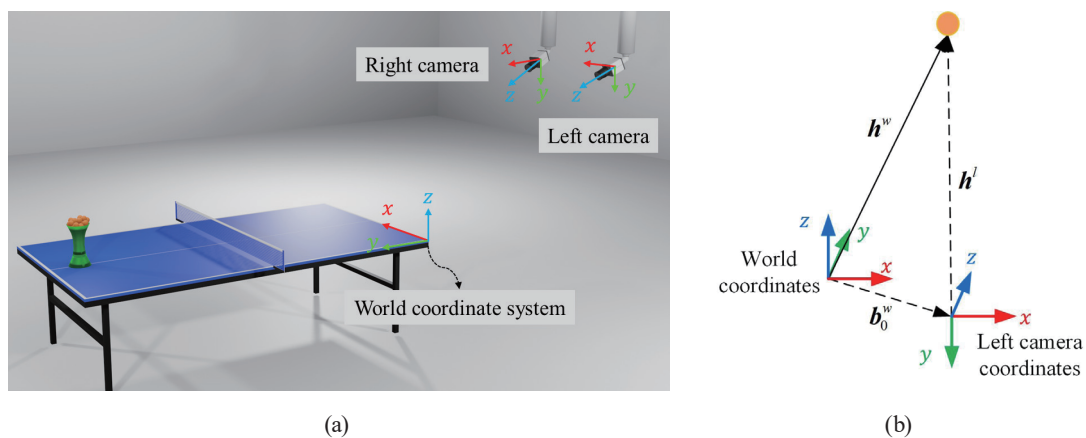 x
x
Right camera
z
y
z
y
Left camera
z
x
y
World coordinate system
(a)
h^w
h^l
z
y
World
coordinates
x
z
b_0^w
x
y
Left camera
coordinates
(b)